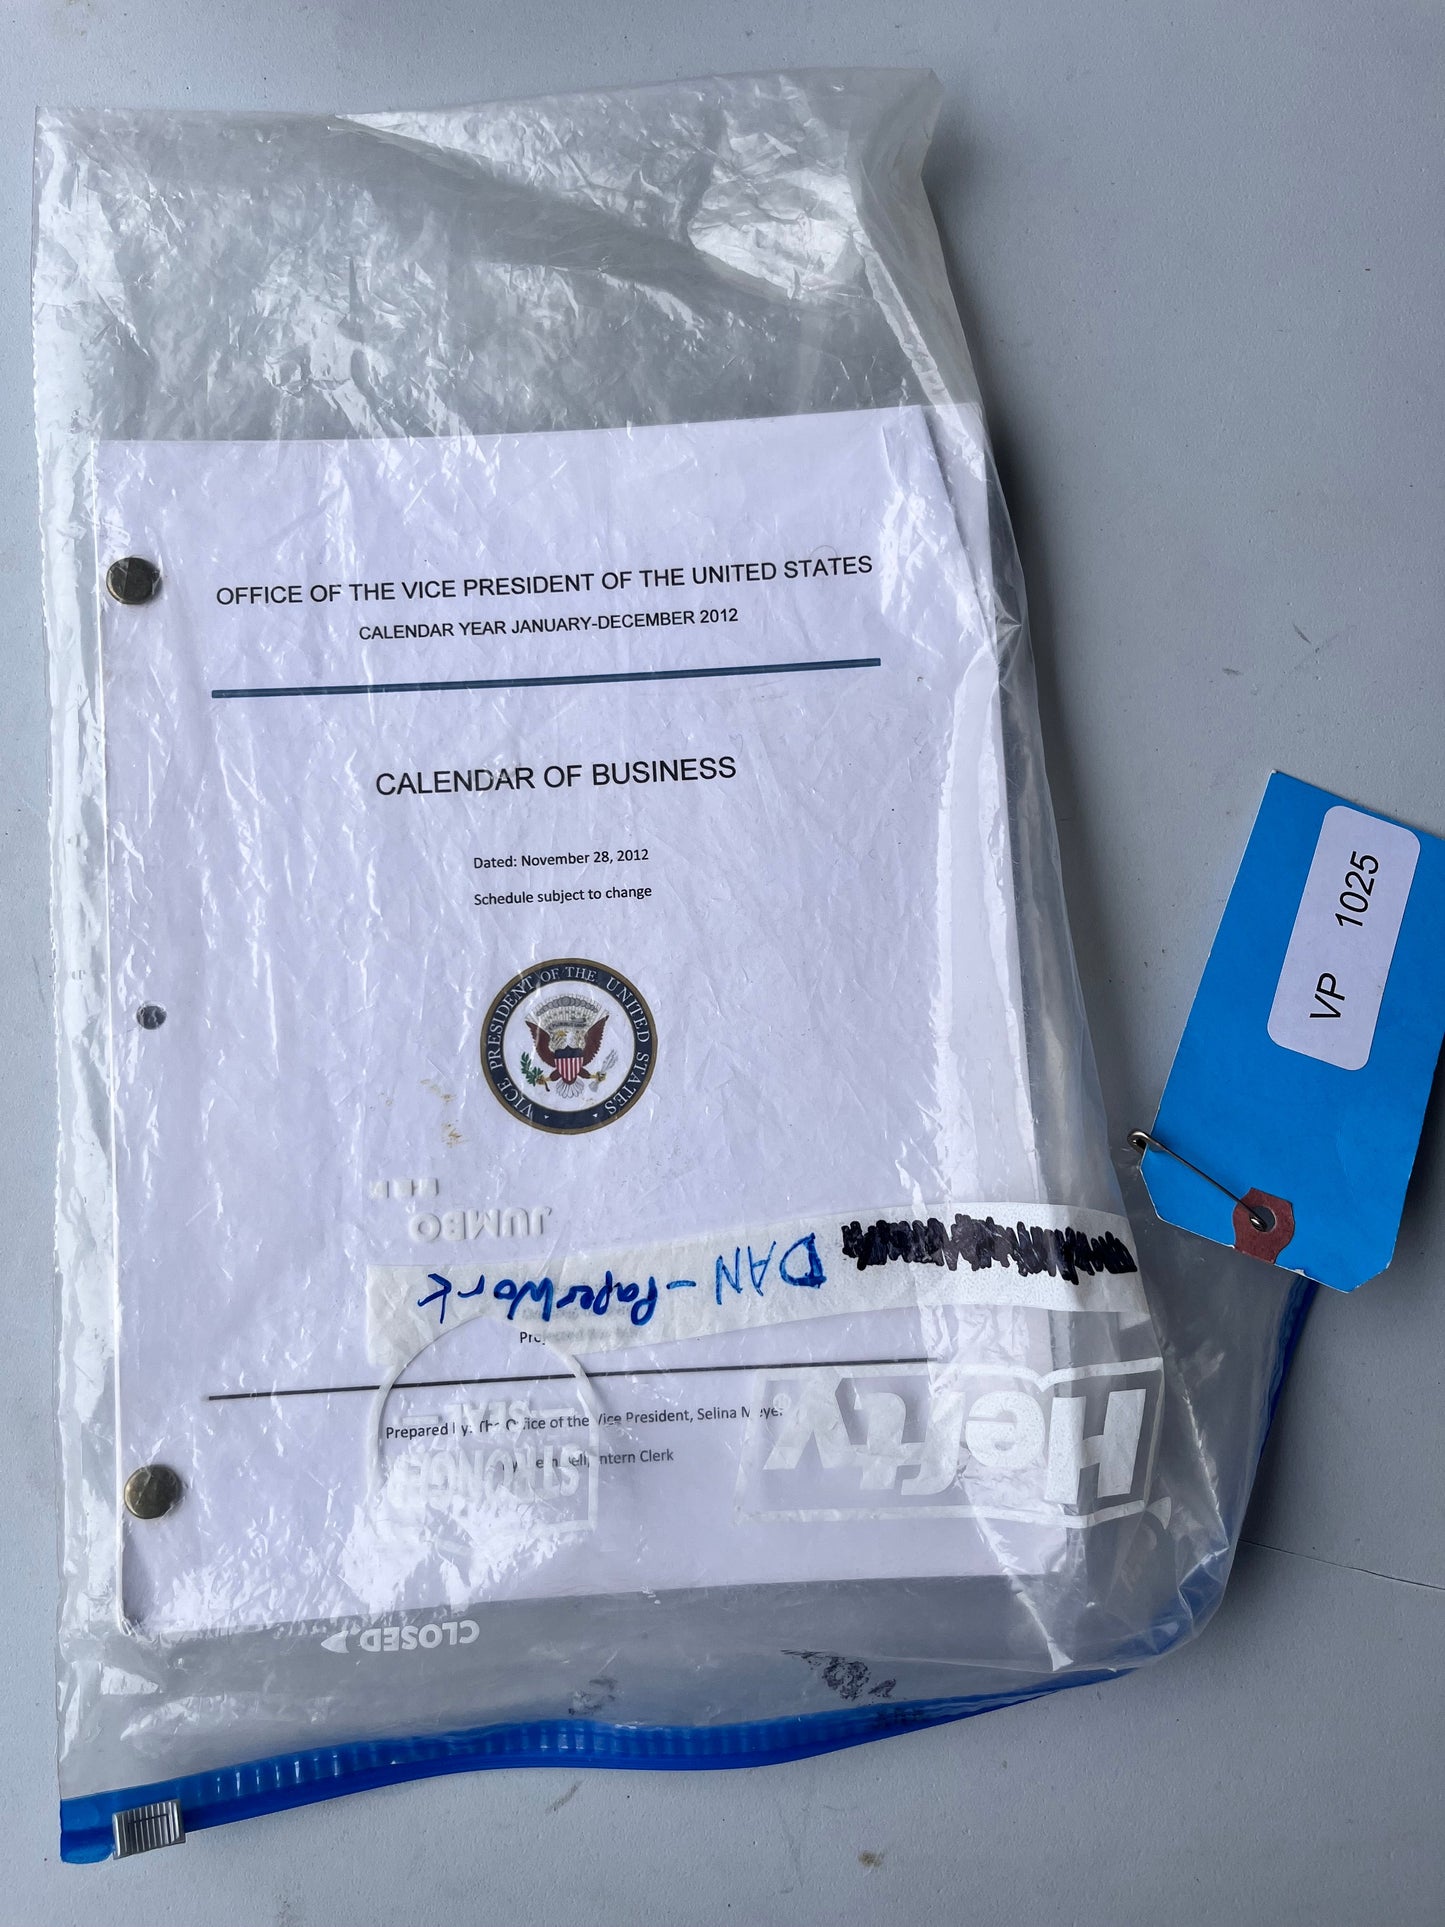 OFFICE OF THE VICE PRESIDENT OF THE UNITED STATES
CALENDAR YEAR JANUARY-DECEMBER 2012
CALENDAR OF BUSINESS
Dated: November 28, 2012
Schedule subject to change
VICE PRESIDENT OF THE UNITED STATES
JUMBO
DAN - PaperWork
Prepared by: The Office of the Vice President, Selina Meyer
Intern Clerk
SEAL
STRONGER
Hefty
CLOSED
VP 1025